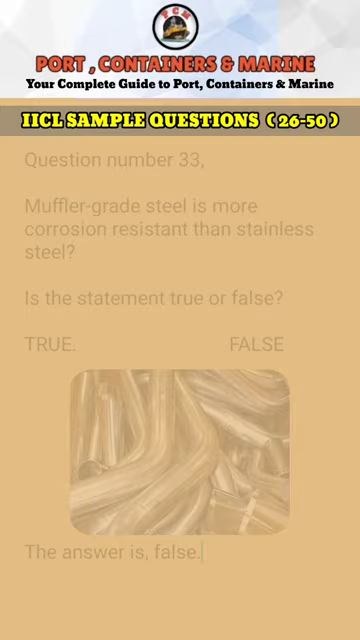 PCM
PORT , CONTAINERS & MARINE
Your Complete Guide to Port, Containers & Marine
IICL SAMPLE QUESTIONS ( 26-50 )
Question number 33,
Muffler-grade steel is more
corrosion resistant than stainless
steel?
Is the statement true or false?
TRUE. FALSE
The answer is, false.